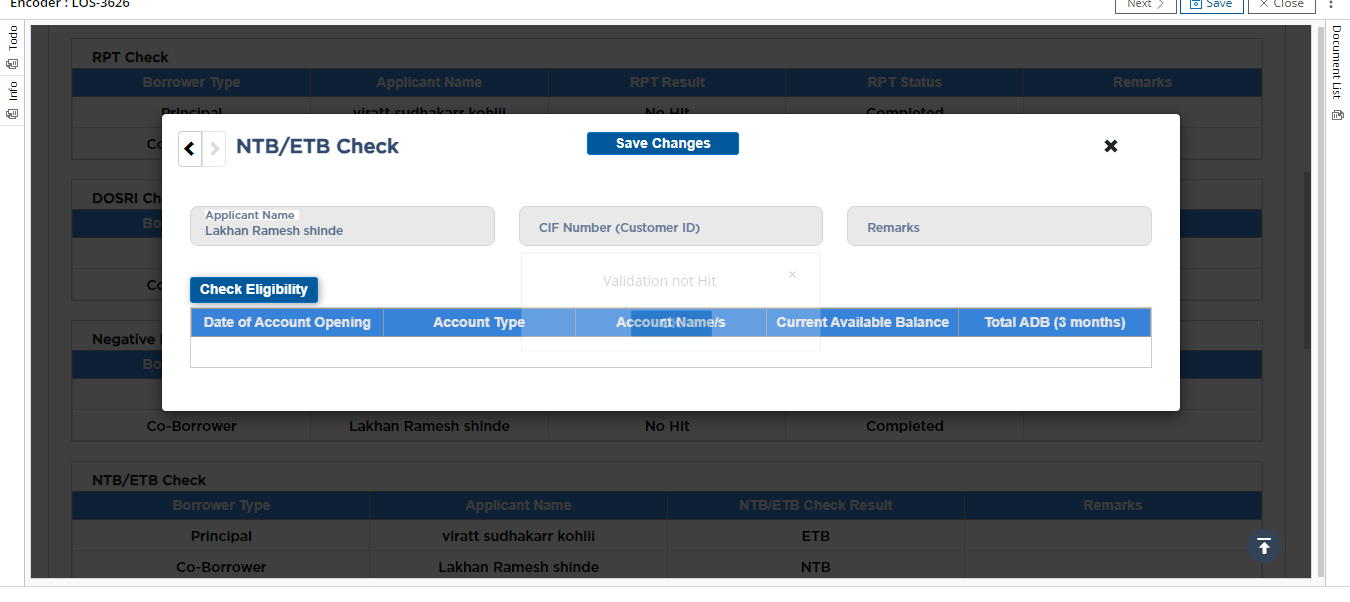 Encoder : LOS-3626
Next
Save
Close
Todo
Info
Document List
RPT Check
Borrower Type Applicant Name RPT Result RPT Status Remarks
Principal viratt sudhakarr kohlii No Hit Completed
Co
NTB/ETB Check
Save Changes
Applicant Name
Lakhan Ramesh shinde
CIF Number (Customer ID)
Remarks
DOSRI Ch
Bo
Co
Validation not Hit
Check Eligibility
Date of Account Opening Account Type Account Name/s Current Available Balance Total ADB (3 months)
Negative
Bo
Co-Borrower Lakhan Ramesh shinde No Hit Completed
NTB/ETB Check
Borrower Type Applicant Name NTB/ETB Check Result Remarks
Principal viratt sudhakarr kohlii ETB
Co-Borrower Lakhan Ramesh shinde NTB